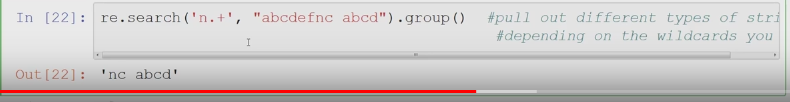 In [22]: re.search('n.+', "abcdefnc abcd").group() #pull out different types of stri
#depending on the wildcards you
Out[22]: 'nc abcd'